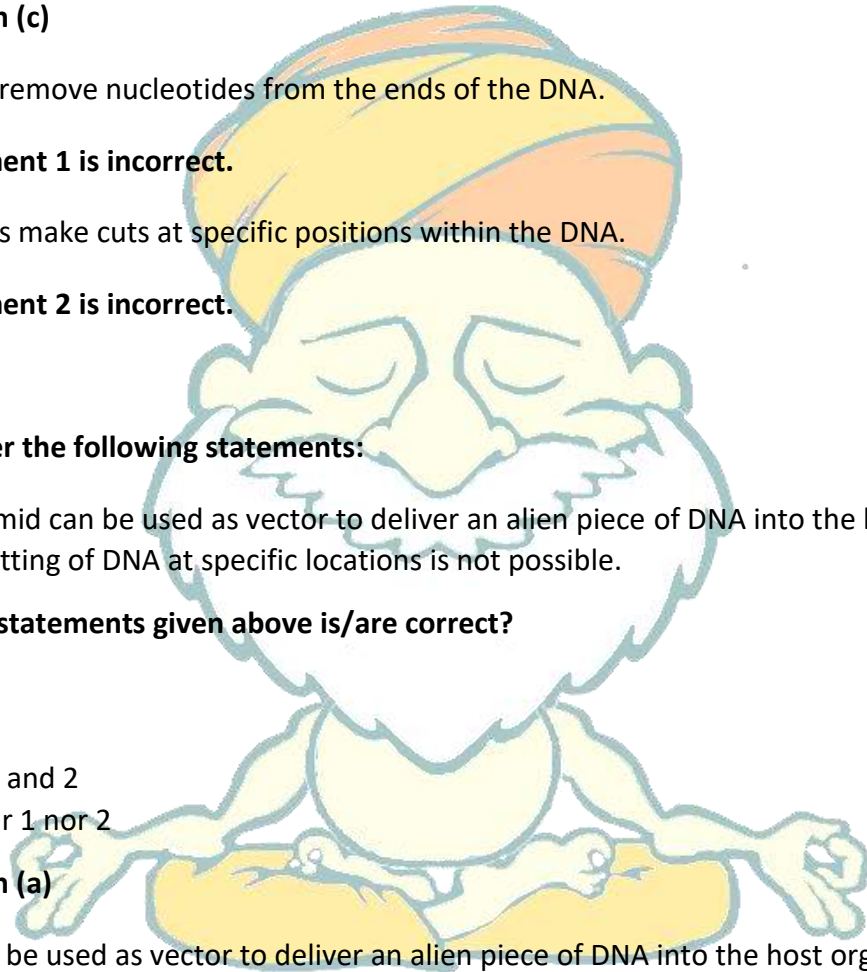 n (c)
remove nucleotides from the ends of the DNA.
ent 1 is incorrect.
s make cuts at specific positions within the DNA.
ent 2 is incorrect.
er the following statements:
mid can be used as vector to deliver an alien piece of DNA into the
tting of DNA at specific locations is not possible.
statements given above is/are correct?
and 2
r 1 nor 2
n (a)
be used as vector to deliver an alien piece of DNA into the host org